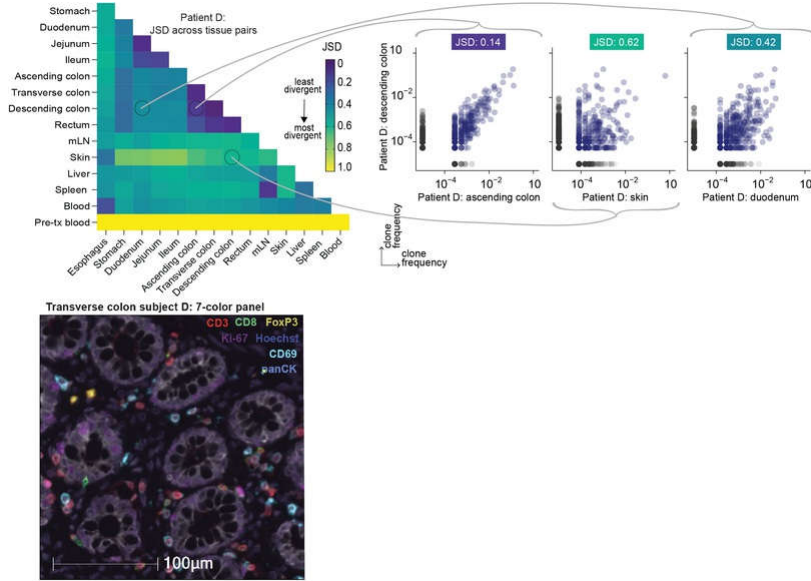 Patient D:
JSD across tissue pairs
Stomach
Duodenum
Jejunum
Ileum
Ascending colon
Transverse colon
Descending colon
Rectum
mLN
Skin
Liver
Spleen
Blood
Pre-tx blood
Esophagus
Stomach
Duodenum
Jejunum
Ileum
Ascending colon
Transverse colon
Descending colon
Rectum
mLN
Skin
Liver
Spleen
Blood
JSD
least
divergent
most
divergent
0
0.2
0.4
0.6
0.8
1.0
JSD: 0.14
JSD: 0.62
JSD: 0.42
Patient D: descending colon
10
10⁻²
10⁻⁴
10⁻⁴ 10⁻¹ 10
10⁻⁴ 10⁻¹ 10
10⁻⁴ 10⁻¹ 10
Patient D: ascending colon
Patient D: skin
Patient D: duodenum
clone
frequency
clone
frequency
Transverse colon subject D: 7-color panel
CD3 CD8 FoxP3
Ki-67 Hoechst
CD69
panCK
100µm